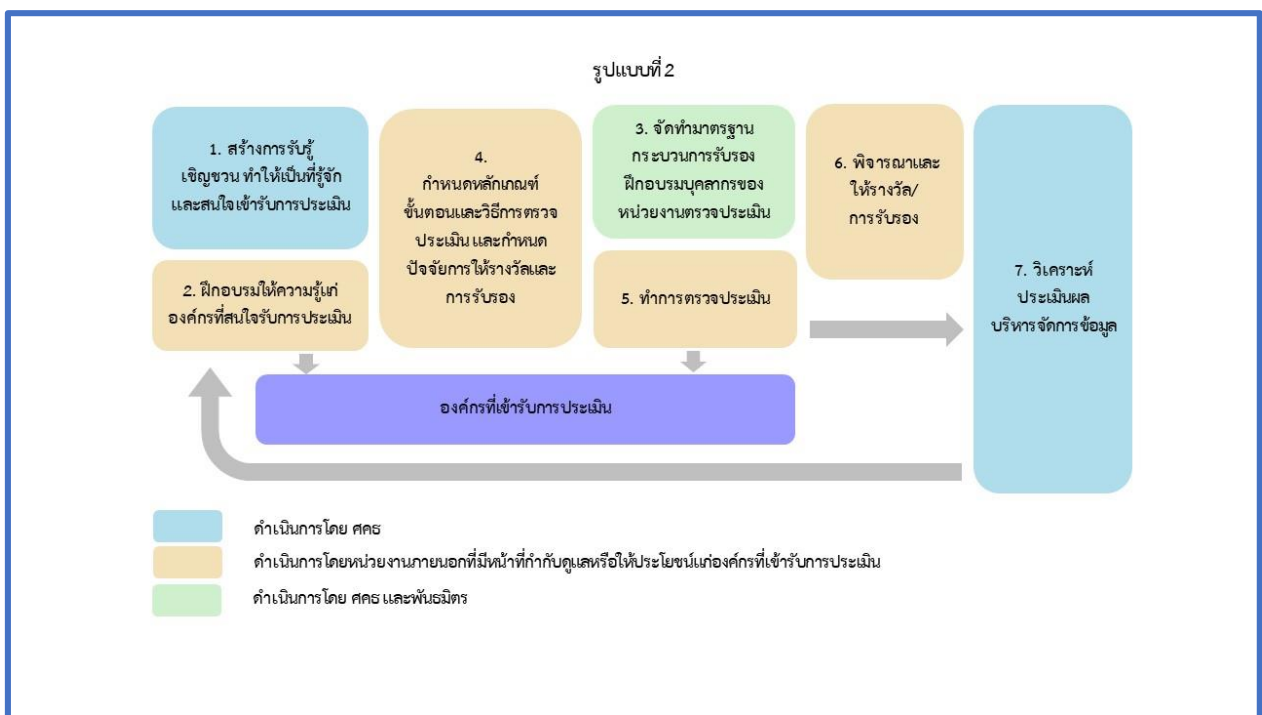 รูปแบบที่ 2
1. สร้างการรับรู้
เชิญชวน ทำให้เป็นที่รู้จัก
และสนใจเข้ารับการประเมิน
2. ฝึกอบรมให้ความรู้แก่
องค์กรที่สนใจรับการประเมิน
4.
กำหนดหลักเกณฑ์
ขั้นตอนและวิธีการตรวจ
ประเมิน และกำหนด
ปัจจัยการให้รางวัลและ
การรับรอง
3. จัดทำมาตรฐาน
กระบวนการรับรอง
ฝึกอบรมบุคลากรของ
หน่วยงานตรวจประเมิน
5. ทำการตรวจประเมิน
6. พิจารณาและ
ให้รางวัล/
การรับรอง
7. วิเคราะห์
ประเมินผล
บริหารจัดการข้อมูล
องค์กรที่เข้ารับการประเมิน
ดำเนินการโดย ศคธ
ดำเนินการโดยหน่วยงานภายนอกที่มีหน้าที่กำกับดูแลหรือให้ประโยชน์แก่องค์กรที่เข้ารับการประเมิน
ดำเนินการโดย ศคธ และพันธมิตร